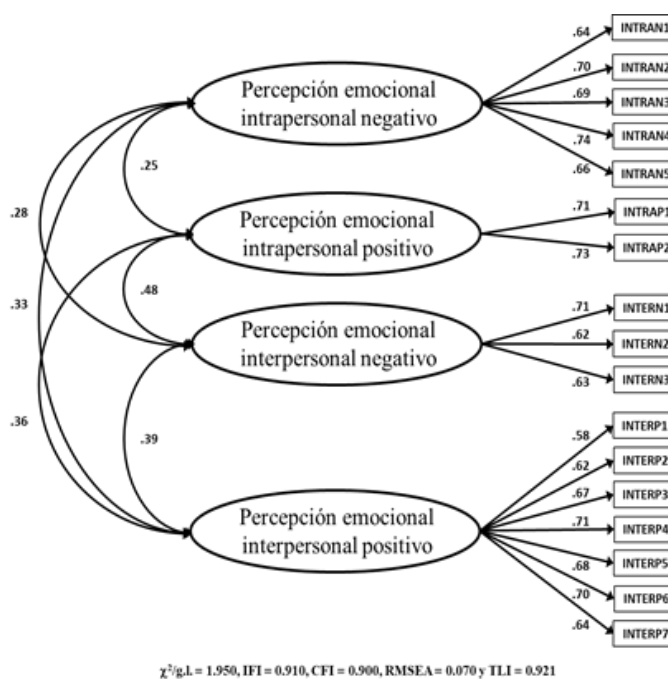 .64
INTRAN1
.70
INTRAN2
Percepción emocional
intrapersonal negativo
.69
INTRAN3
.74
INTRAN4
.66
INTRAN5
.25
.28
Percepción emocional
intrapersonal positivo
.71
INTRAP1
.73
INTRAP2
.48
.33
Percepción emocional
interpersonal negativo
.71
INTERN1
.62
INTERN2
.63
INTERN3
.36
.39
Percepción emocional
interpersonal positivo
.58
INTERP1
.62
INTERP2
.67
INTERP3
.71
INTERP4
.68
INTERP5
.70
INTERP6
.64
INTERP7
χ²/g.l. = 1.950, IFI = 0.910, CFI = 0.900, RMSEA = 0.070 y TLI = 0.921